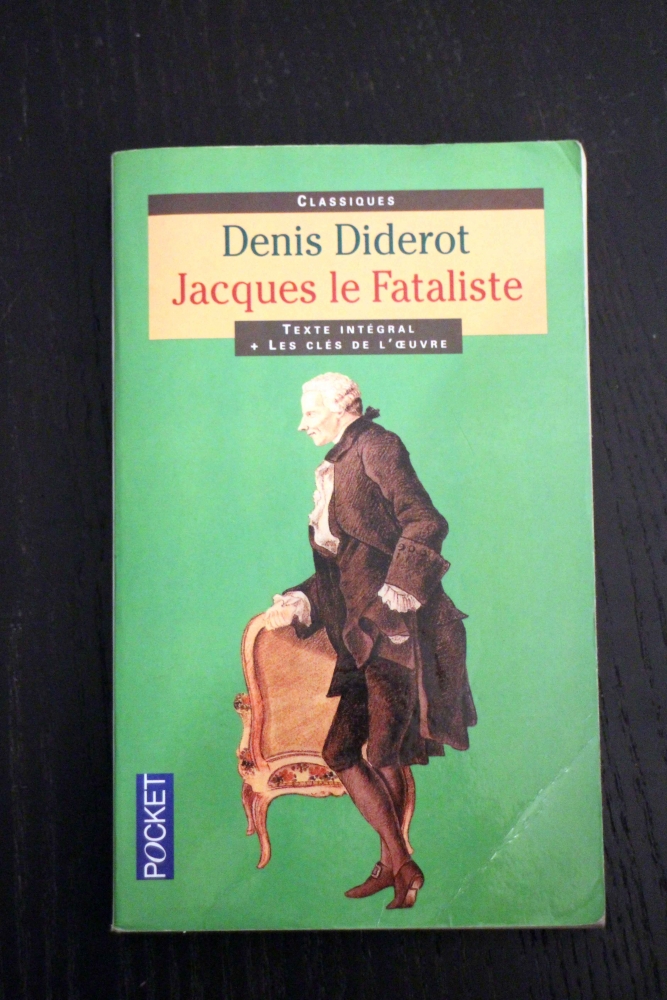 CLASSIQUES
Denis Diderot
Jacques le Fataliste
TEXTE INTÉGRAL
+ LES CLÉS DE L'ŒUVRE
POCKET